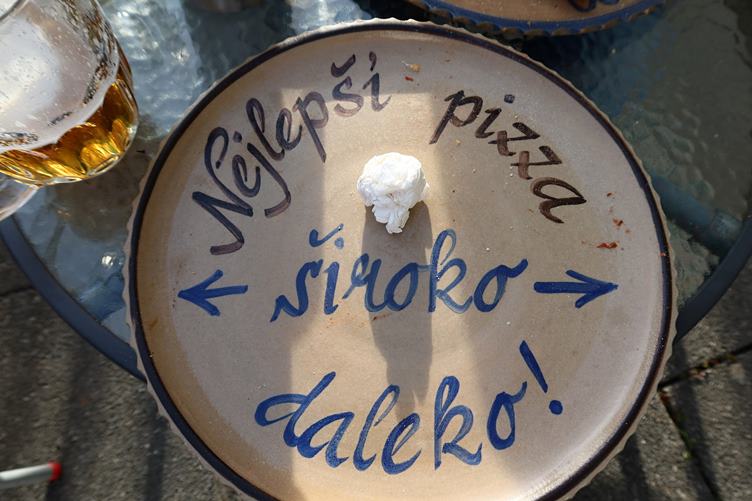 Nejlepší pizza
← široko →
daleko!